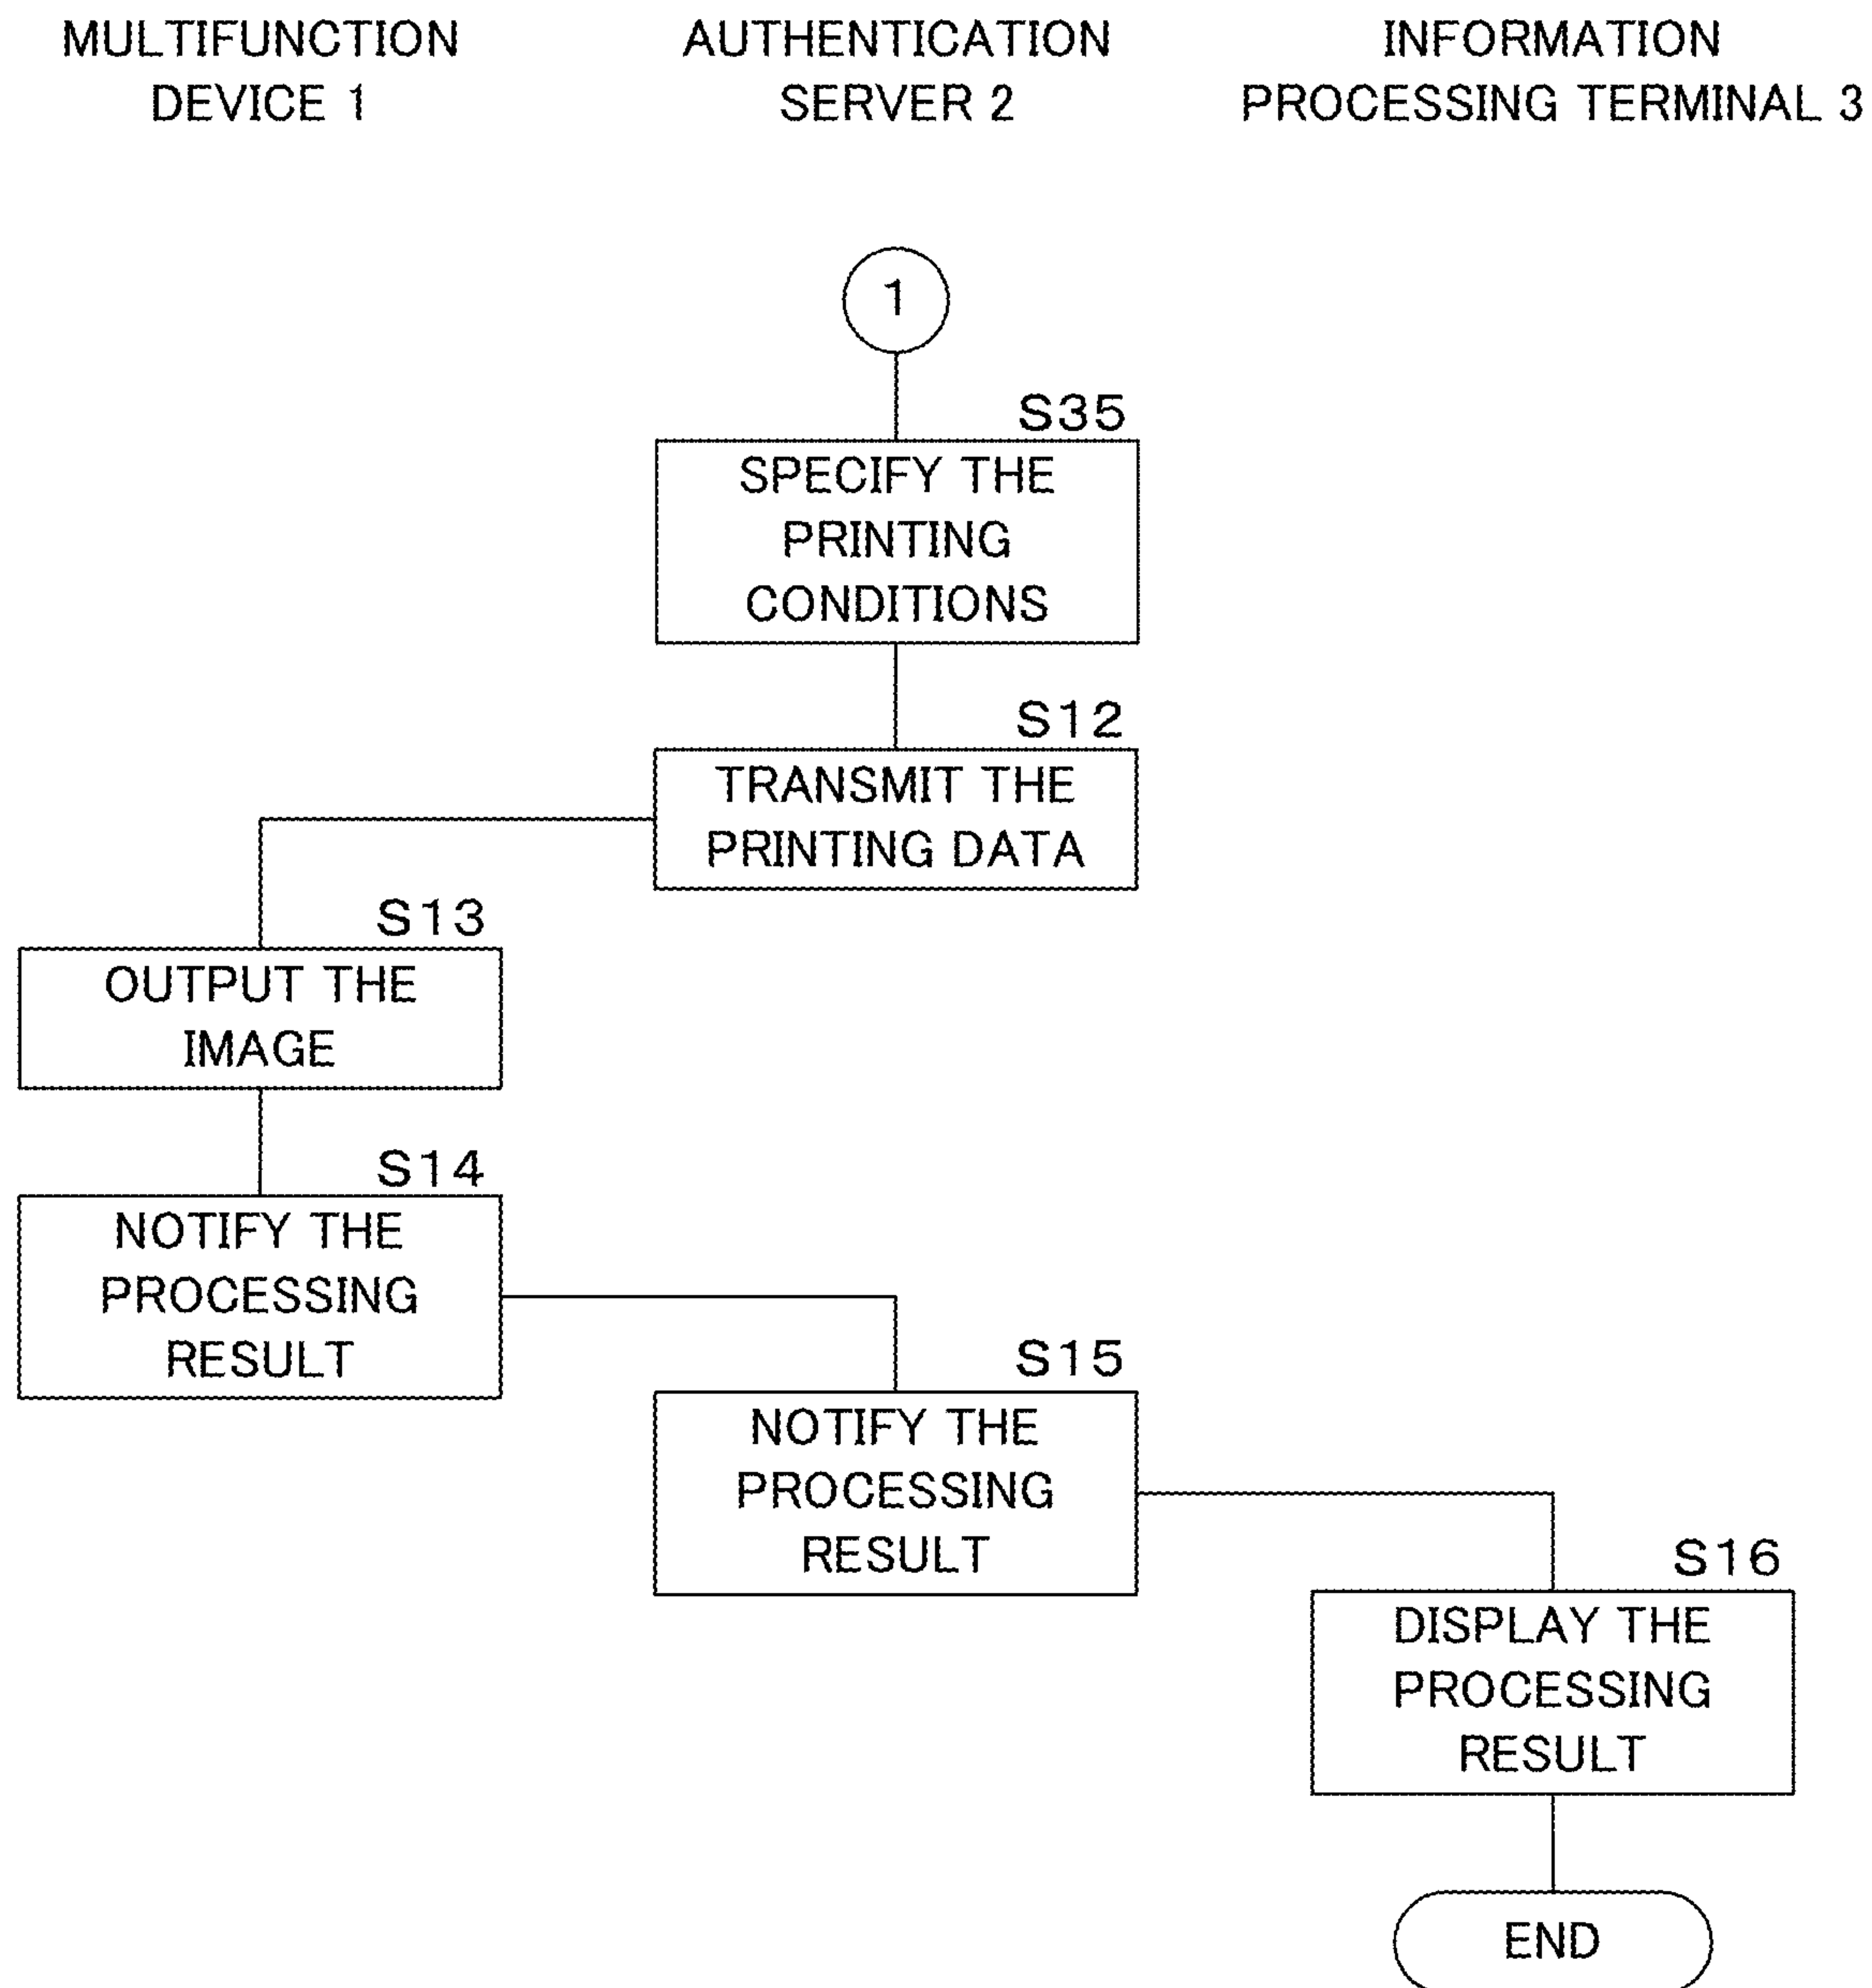 MULTIFUNCTION
DEVICE 1
AUTHENTICATION
SERVER 2
INFORMATION
PROCESSING TERMINAL 3
1
S35
SPECIFY THE
PRINTING
CONDITIONS
S12
TRANSMIT THE
PRINTING DATA
S13
OUTPUT THE
IMAGE
S14
NOTIFY THE
PROCESSING
RESULT
S15
NOTIFY THE
PROCESSING
RESULT
S16
DISPLAY THE
PROCESSING
RESULT
END